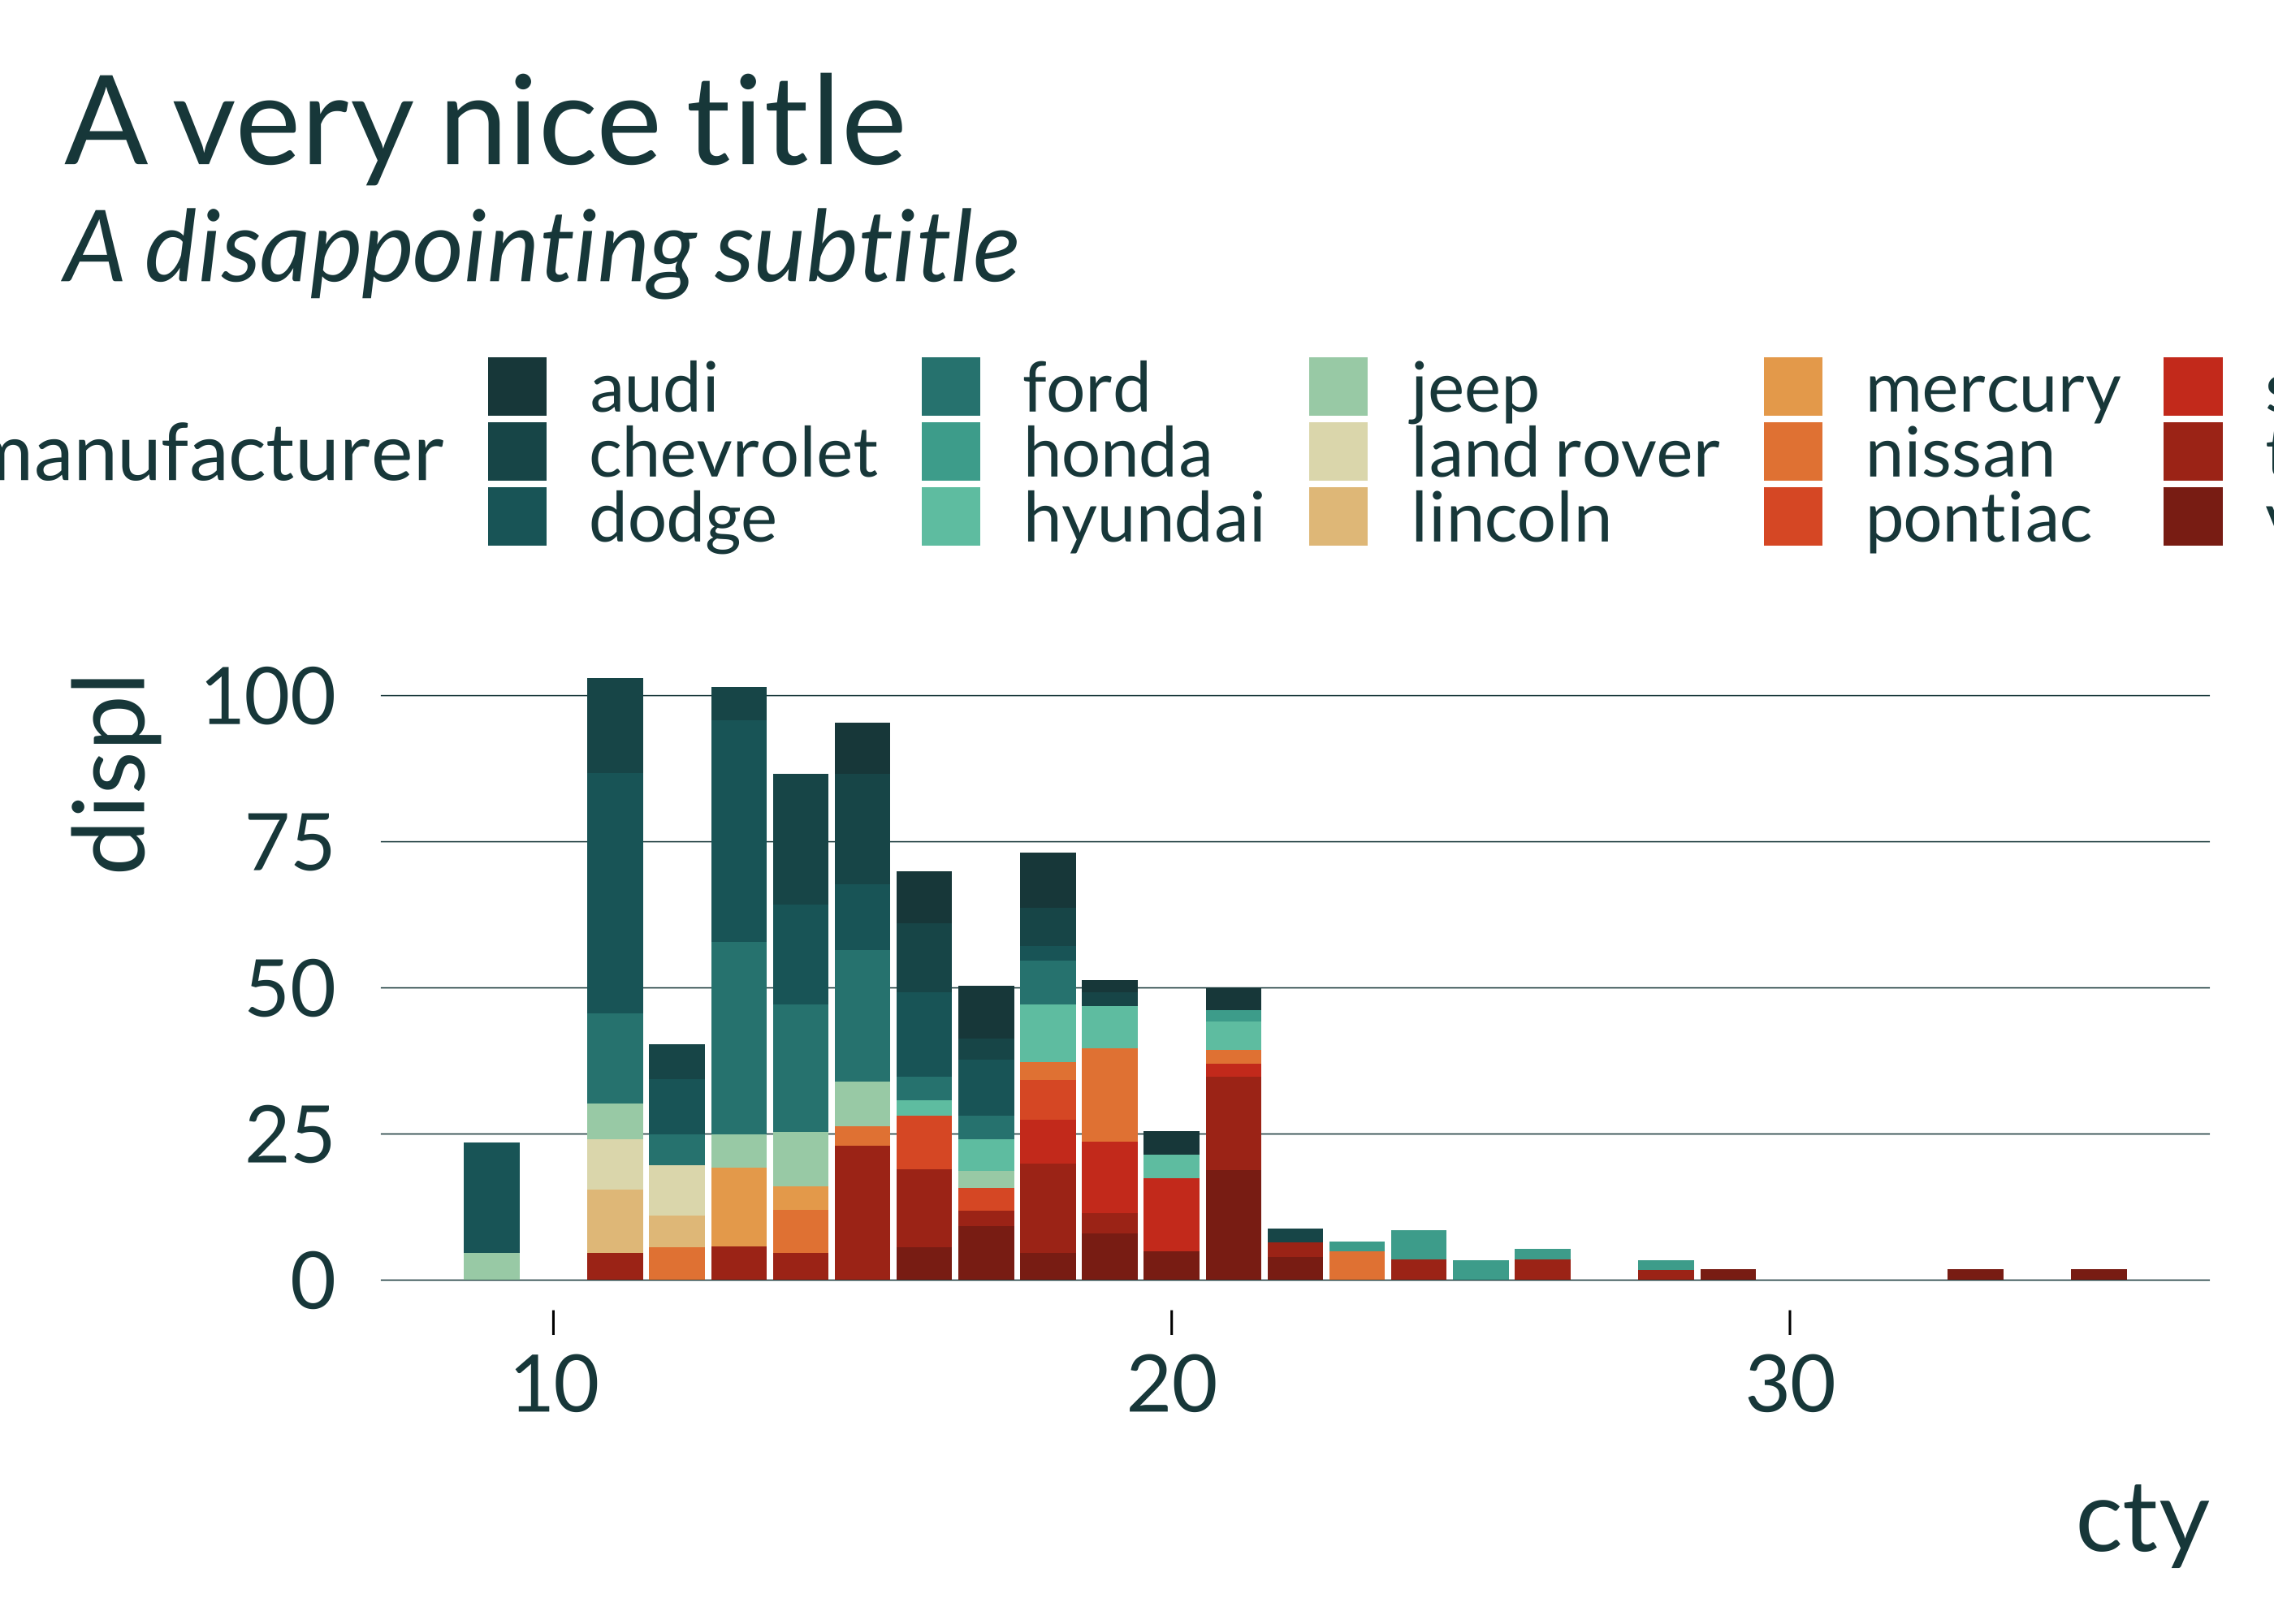 A very nice title
A disappointing subtitle
audi ford jeep mercury
manufacturer chevrolet honda land rover nissan
dodge hyundai lincoln pontiac
displ
100
75
50
25
0
10 20 30
cty